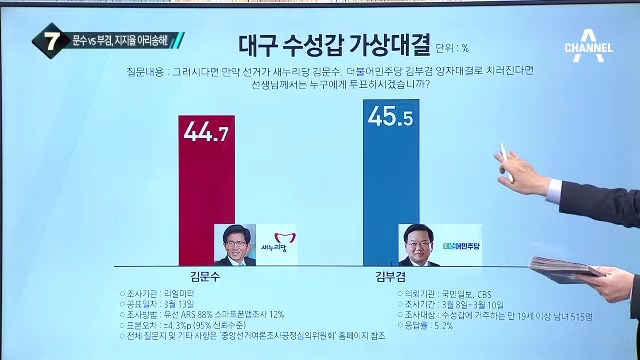 7 문수 vs 부겸, 지지율 아리송해!
CHANNEL A
대구 수성갑 가상대결 단위 : %
질문내용 : 그러시다면 만약 선거가 새누리당 김문수, 더불어민주당 김부겸 양자대결로 치러진다면
선생님께서는 누구에게 투표하시겠습니까?
44.7
45.5
새누리당
더불어민주당
김문수
김부겸
○ 조사기관 : 리얼미터
○ 공표일자 : 3월 13일
○ 조사방법 : 유선 ARS 88% 스마트폰앱조사 12%
○ 표본오차 : ±4.3%p (95% 신뢰수준)
○ 전체 질문지 및 기타 사항은 '중앙선거여론조사공정심의위원회' 홈페이지 참조
○ 의뢰기관 : 국민일보, CBS
○ 조사기간 : 3월 8일~3월 10일
○ 조사대상 : 수성갑에 거주하는 만 19세 이상 남녀 515명
○ 응답률 : 5.2%